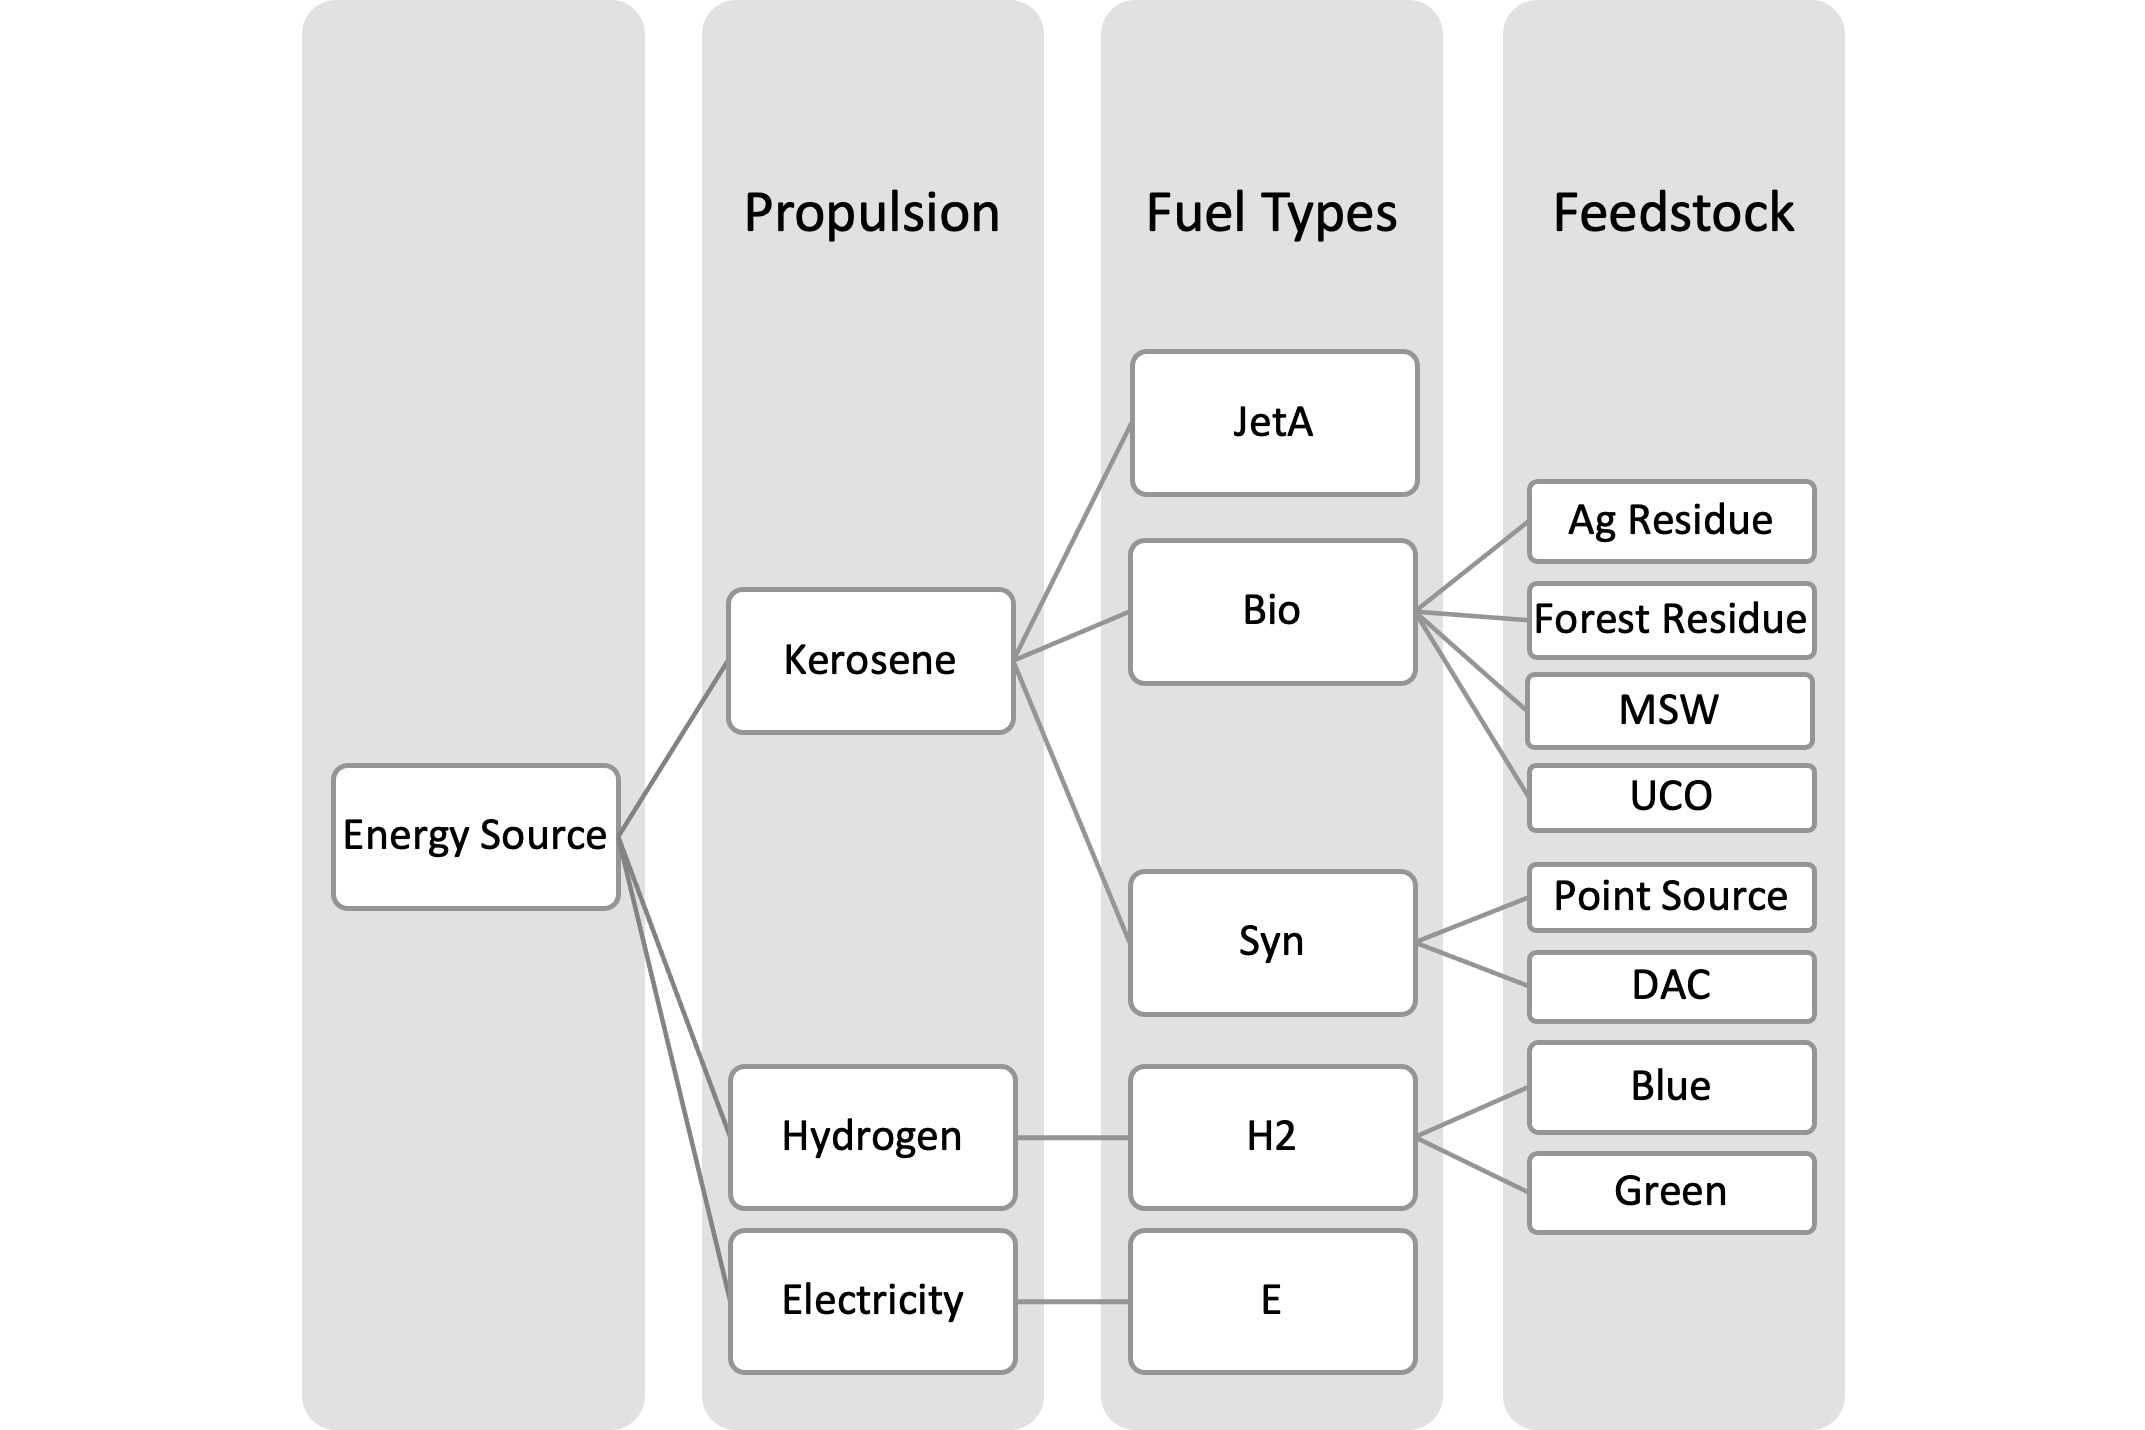 Propulsion
Fuel Types
Feedstock
JetA
Ag Residue
Bio
Forest Residue
Kerosene
MSW
UCO
Energy Source
Point Source
Syn
DAC
Blue
Hydrogen
H2
Green
Electricity
E